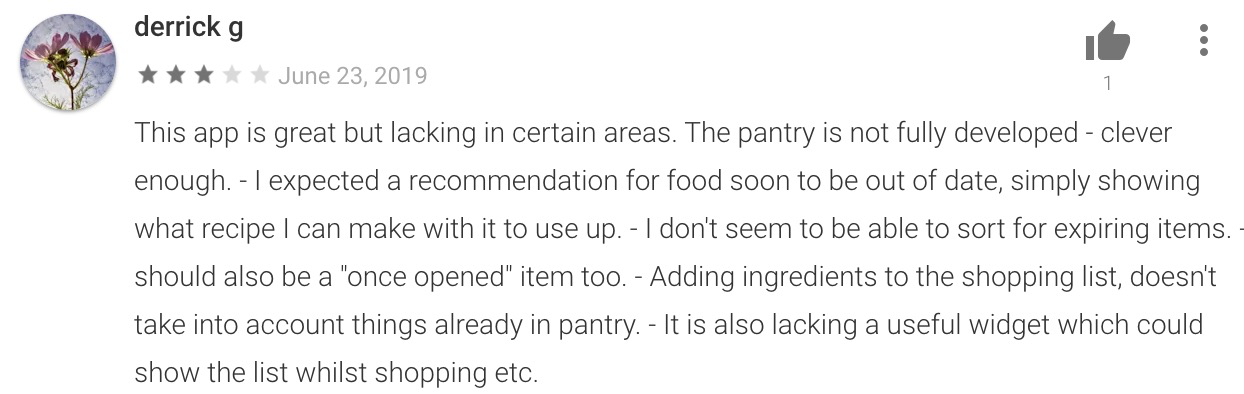 derrick g
June 23, 2019
1
This app is great but lacking in certain areas. The pantry is not fully developed - clever
enough. - I expected a recommendation for food soon to be out of date, simply showing
what recipe I can make with it to use up. - I don't seem to be able to sort for expiring items. -
should also be a "once opened" item too. - Adding ingredients to the shopping list, doesn't
take into account things already in pantry. - It is also lacking a useful widget which could
show the list whilst shopping etc.